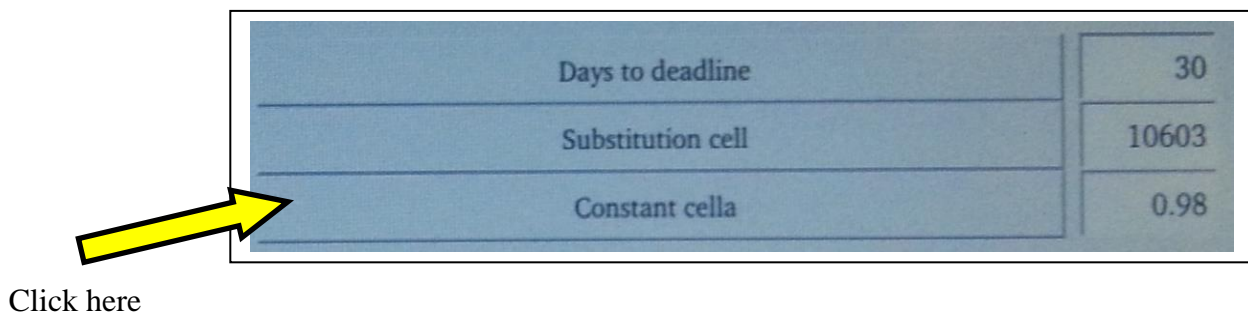 Days to deadline 30
Substitution cell 10603
Constant cella 0.98
Click here